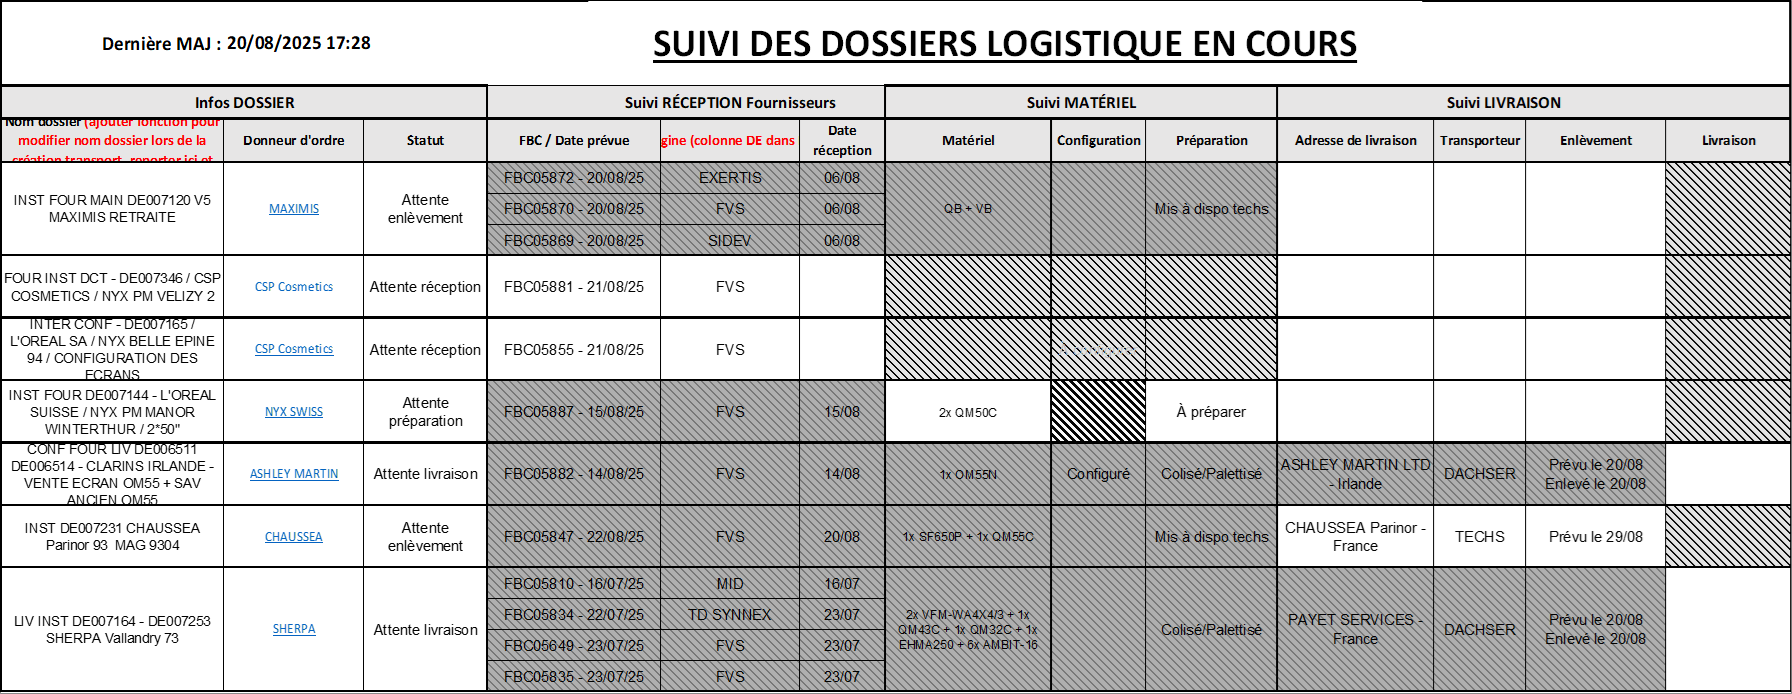 Dernière MAJ : 20/08/2025 17:28
SUIVI DES DOSSIERS LOGISTIQUE EN COURS
Infos DOSSIER
Suivi RÉCEPTION Fournisseurs
Suivi MATÉRIEL
Suivi LIVRAISON
Nom dossier (ajouter fonction pour
modifier nom dossier lors de la
création transport, reporter ici et
Donneur d'ordre
Statut
FBC / Date prévue
gine (colonne DE dans
Date
réception
Matériel
Configuration
Préparation
Adresse de livraison
Transporteur
Enlèvement
Livraison
INST FOUR MAIN DE007120 V5
MAXIMIS RETRAITE
MAXIMIS
Attente
enlèvement
FBC05872 - 20/08/25
EXERTIS
06/08
FBC05870 - 20/08/25
FVS
06/08
FBC05869 - 20/08/25
SIDEV
06/08
QB + VB
Mis à dispo techs
FOUR INST DCT - DE007346 / CSP
COSMETICS / NYX PM VELIZY 2
CSP Cosmetics
Attente réception
FBC05881 - 21/08/25
FVS
INTER CONF - DE007165 /
L'OREAL SA / NYX BELLE EPINE
94 / CONFIGURATION DES
ECRANS
CSP Cosmetics
Attente réception
FBC05855 - 21/08/25
FVS
INST FOUR DE007144 - L'OREAL
SUISSE / NYX PM MANOR
WINTERTHUR / 2*50"
NYX SWISS
Attente
préparation
FBC05887 - 15/08/25
FVS
15/08
2x QM50C
À préparer
CONF FOUR LIV DE006511
DE006514 - CLARINS IRLANDE -
VENTE ECRAN OM55 + SAV
ANCIEN OM55
ASHLEY MARTIN
Attente livraison
FBC05882 - 14/08/25
FVS
14/08
1x OM55N
Configuré
Colisé/Palettisé
ASHLEY MARTIN LTD
- Irlande
DACHSER
Prévu le 20/08
Enlevé le 20/08
INST DE007231 CHAUSSEA
Parinor 93  MAG 9304
CHAUSSEA
Attente
enlèvement
FBC05847 - 22/08/25
FVS
20/08
1x SF650P + 1x QM55C
Mis à dispo techs
CHAUSSEA Parinor -
France
TECHS
Prévu le 29/08
LIV INST DE007164 - DE007253
SHERPA Vallandry 73
SHERPA
Attente livraison
FBC05810 - 16/07/25
MID
16/07
FBC05834 - 22/07/25
TD SYNNEX
23/07
FBC05649 - 23/07/25
FVS
23/07
FBC05835 - 23/07/25
FVS
23/07
2x VFM-WA4X4/3 + 1x
QM43C + 1x QM32C + 1x
EHMA250 + 6x AMBIT-16
Colisé/Palettisé
PAYET SERVICES -
France
DACHSER
Prévu le 20/08
Enlevé le 20/08